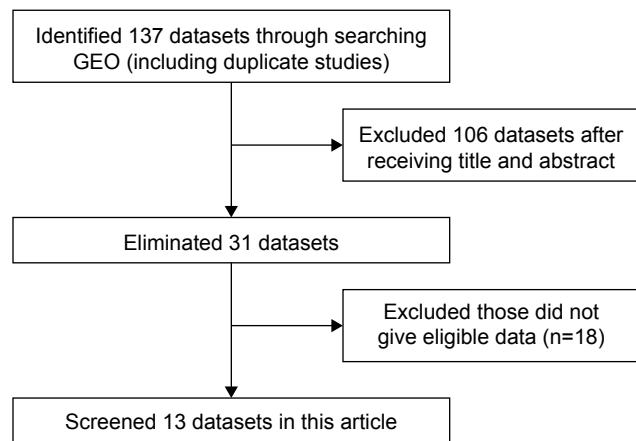 Identified 137 datasets through searching
GEO (including duplicate studies)
Excluded 106 datasets after
receiving title and abstract
Eliminated 31 datasets
Excluded those did not
give eligible data (n=18)
Screened 13 datasets in this article